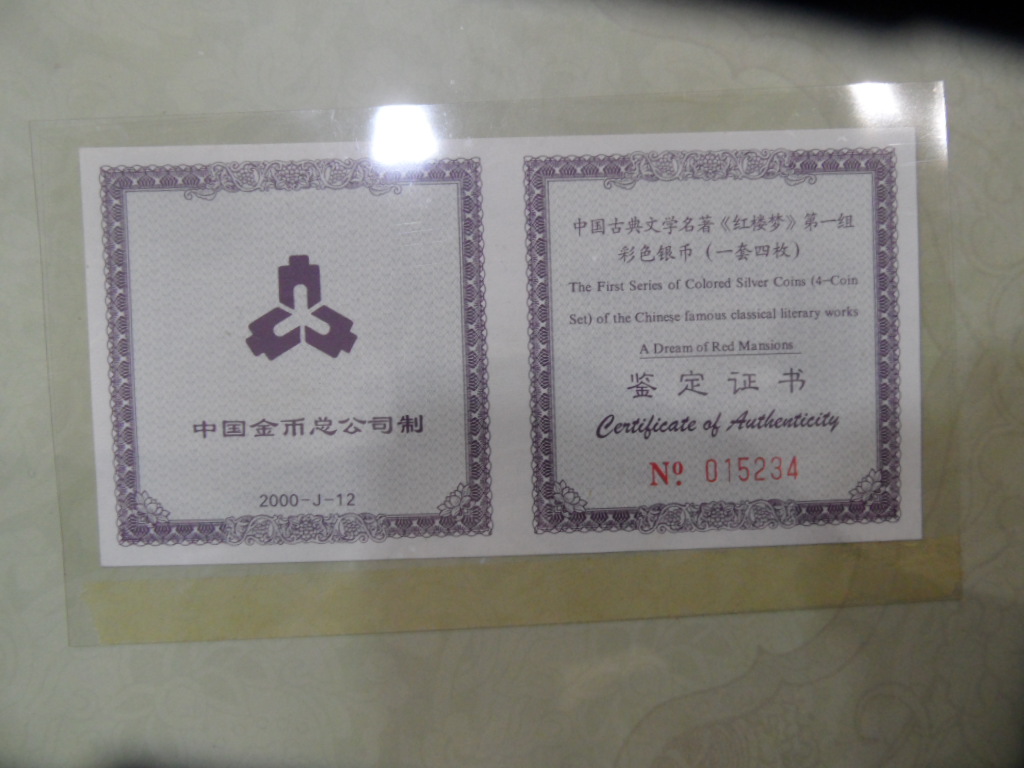 中国金币总公司制
2000-J-12
中国古典文学名著《红楼梦》第一组
彩色银币（一套四枚）
The First Series of Colored Silver Coins (4-Coin
Set) of the Chinese famous classical literary works
A Dream of Red Mansions
鉴定证书
Certificate of Authenticity
Nº 015234